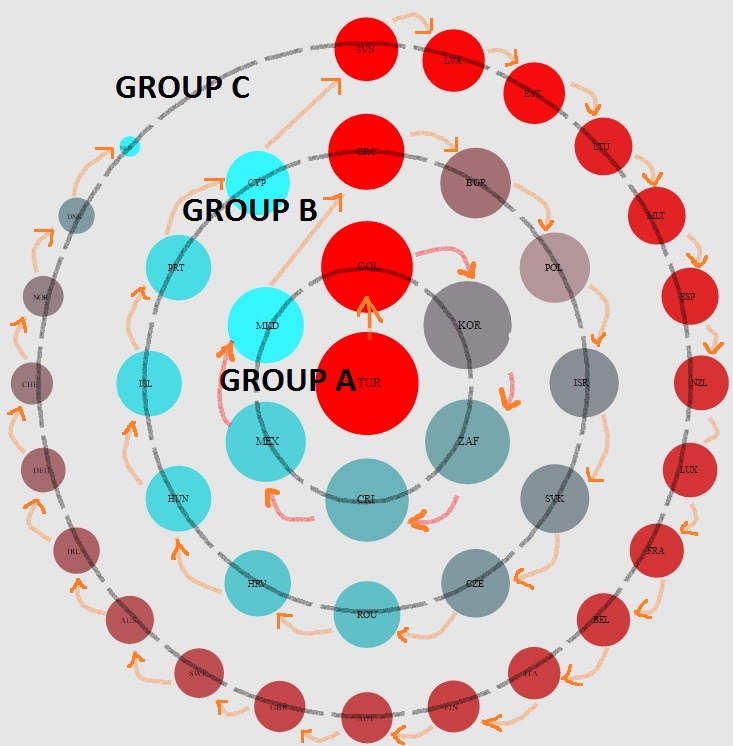 SVN
LVA
EST
GROUP C
LTU
GRC
CYP
BGR
GROUP B
MLT
DNK
PRT
COL
POL
NOR
ESP
MKD
KOR
GROUP A
TUR
CHE
ISL
ISR
NZL
MEX
ZAF
DEU
LUX
HUN
CRI
SVK
IRL
FRA
HRV
CZE
ROU
AUS
BEL
SWE
ITA
GBR
FIN
AUT